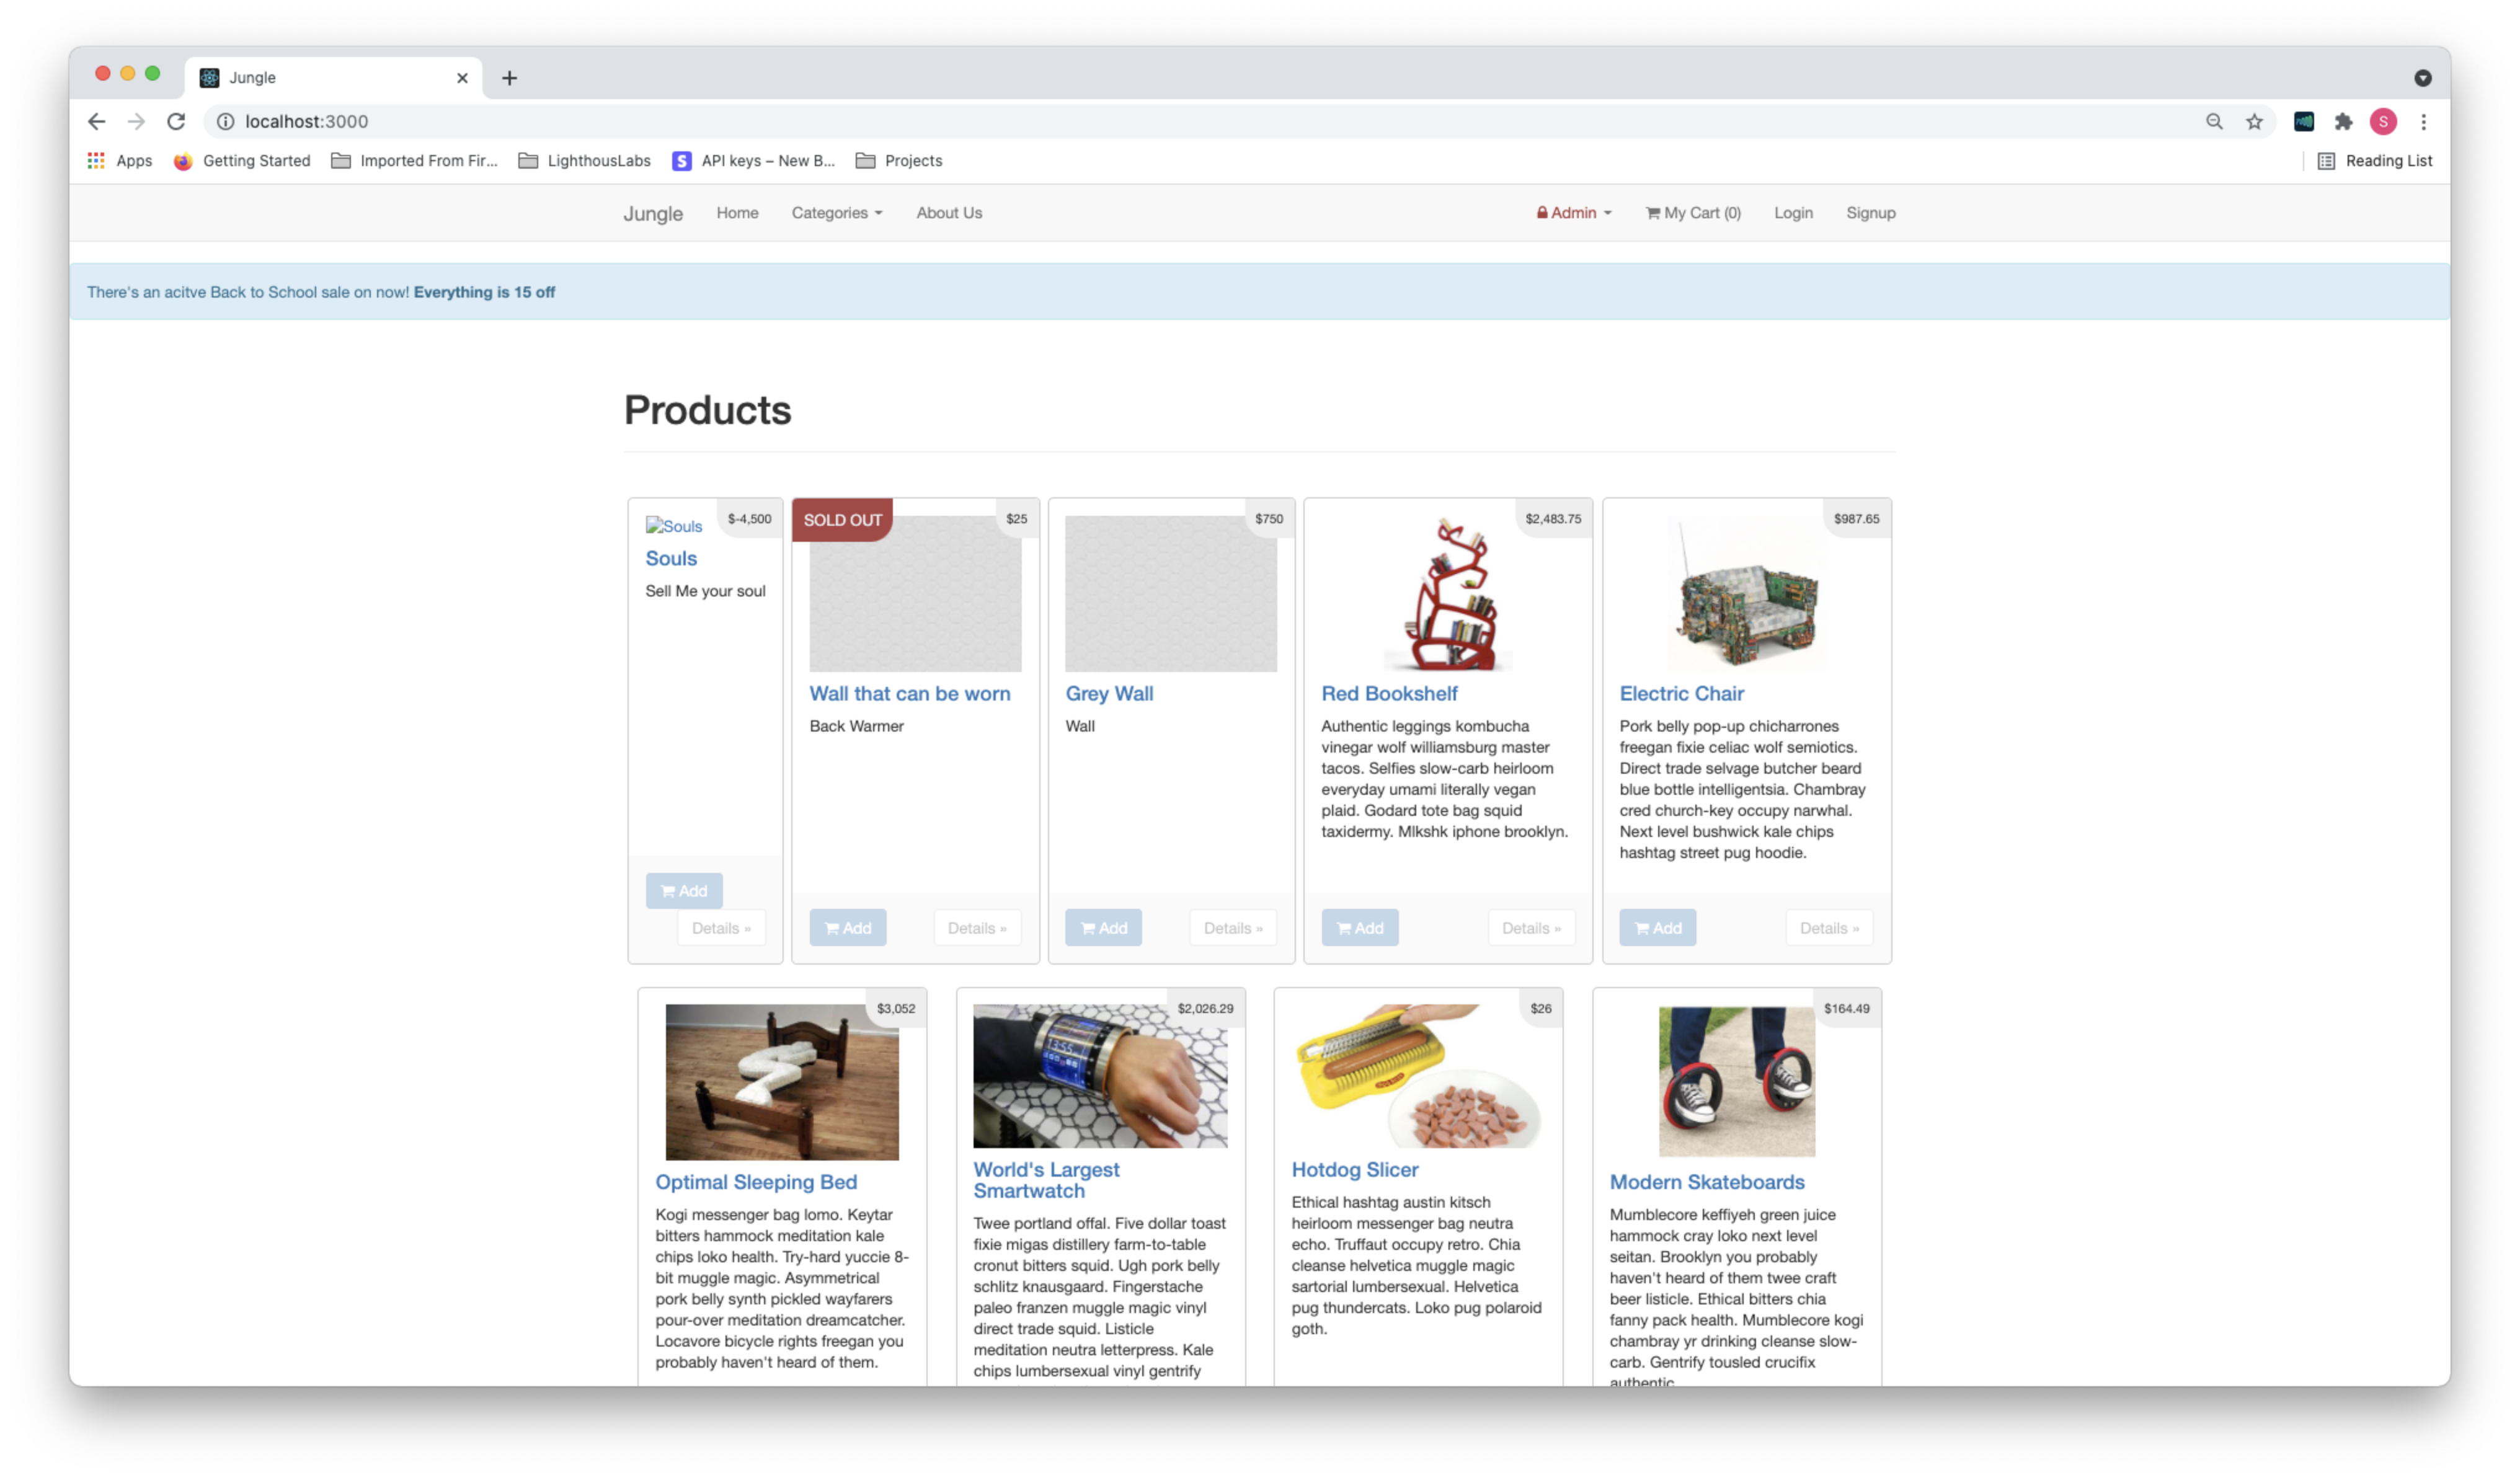 Jungle
localhost:3000
Apps
Getting Started
Imported From Fir...
LighthousLabs
S
API keys – New B...
Projects
S
Reading List
Jungle
Home
Categories
About Us
Admin
My Cart (0)
Login
Signup
There's an acitve Back to School sale on now! Everything is 15 off
Products
Souls
$-4,500
Souls
Sell Me your soul
Add
Details »
SOLD OUT
$25
Wall that can be worn
Back Warmer
Add
Details »
$750
Grey Wall
Wall
Add
Details »
$2,483.75
Red Bookshelf
Authentic leggings kombucha
vinegar wolf williamsburg master
tacos. Selfies slow-carb heirloom
everyday umami literally vegan
plaid. Godard tote bag squid
taxidermy. Mlkshk iphone brooklyn.
Add
Details »
$987.65
Electric Chair
Pork belly pop-up chicharrones
freegan fixie celiac wolf semiotics.
Direct trade selvage butcher beard
blue bottle intelligentsia. Chambray
cred church-key occupy narwhal.
Next level bushwick kale chips
hashtag street pug hoodie.
Add
Details »
$3,052
Optimal Sleeping Bed
Kogi messenger bag lomo. Keytar
bitters hammock meditation kale
chips loko health. Try-hard yuccie 8-
bit muggle magic. Asymmetrical
pork belly synth pickled wayfarers
pour-over meditation dreamcatcher.
Locavore bicycle rights freegan you
probably haven't heard of them.
$2,026.29
13:55
World's Largest
Smartwatch
Twee portland offal. Five dollar toast
fixie migas distillery farm-to-table
cronut bitters squid. Ugh pork belly
schlitz knausgaard. Fingerstache
paleo franzen muggle magic vinyl
direct trade squid. Listicle
meditation neutra letterpress. Kale
chips lumbersexual vinyl gentrify
$26
Hotdog Slicer
Ethical hashtag austin kitsch
heirloom messenger bag neutra
echo. Truffaut occupy retro. Chia
cleanse helvetica muggle magic
sartorial lumbersexual. Helvetica
pug thundercats. Loko pug polaroid
goth.
$164.49
Modern Skateboards
Mumblecore keffiyeh green juice
hammock cray loko next level
seitan. Brooklyn you probably
haven't heard of them twee craft
beer listicle. Ethical bitters chia
fanny pack health. Mumblecore kogi
chambray yr drinking cleanse slow-
carb. Gentrify tousled crucifix
authentic.